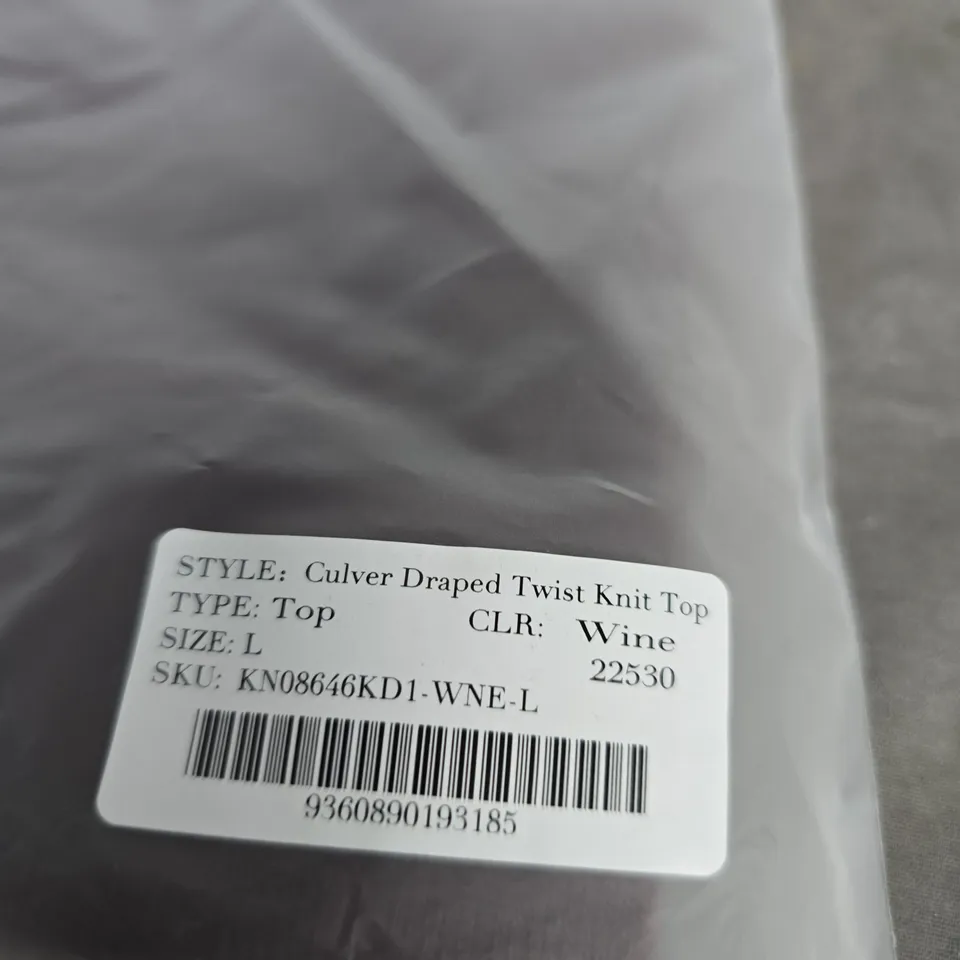 STYLE: Culver Draped Twist Knit Top
TYPE: Top CLR: Wine
SIZE: L 22530
SKU: KN08646KD1-WNE-L
9360890193185